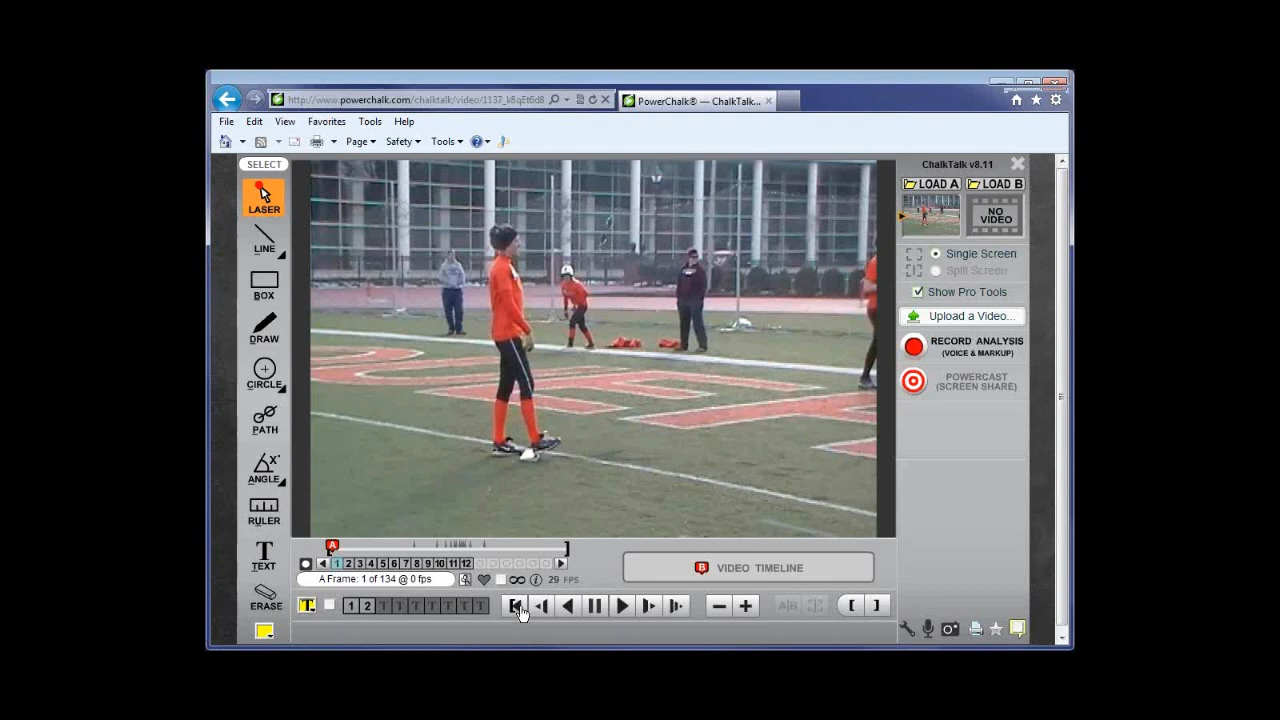 http://www.powerchalk.com/chalktalk/video/1137_k8qEt6d8
PowerChalk® — ChalkTalk...
File Edit View Favorites Tools Help
Page Safety Tools
SELECT
LASER
LINE
BOX
DRAW
CIRCLE
PATH
ANGLE
RULER
TEXT
ERASE
ChalkTalk v8.11
LOAD A LOAD B
NO
VIDEO
Single Screen
Split Screen
Show Pro Tools
Upload a Video...
RECORD ANALYSIS
(VOICE & MARKUP)
POWERCAST
(SCREEN SHARE)
A
1 2 3 4 5 6 7 8 9 10 11 12
A Frame: 1 of 134 @ 0 fps
29 FPS
B VIDEO TIMELINE
T 1 2 T T T T T T T
A|B